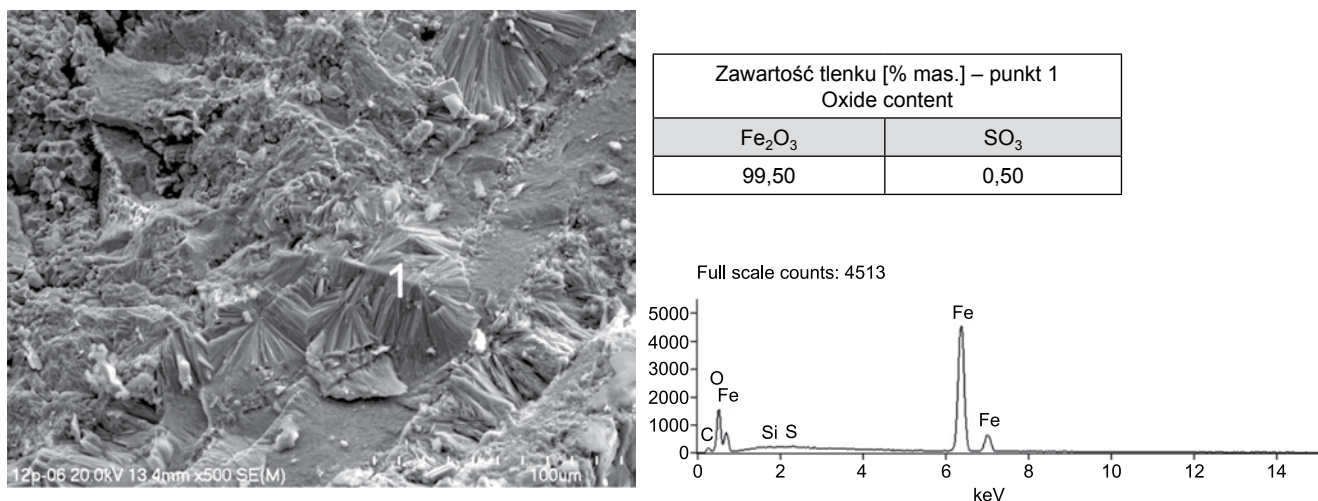 1
12p-06 20.0kV 13.4mm x500 SE(M)
100um
Zawartość tlenku [% mas.] – punkt 1
Oxide content
Fe₂O₃ SO₃
99,50 0,50
Full scale counts: 4513
5000
4000
3000
2000
1000
0
C
O
Fe
Si S
Fe
Fe
0 2 4 6 8 10 12 14
keV